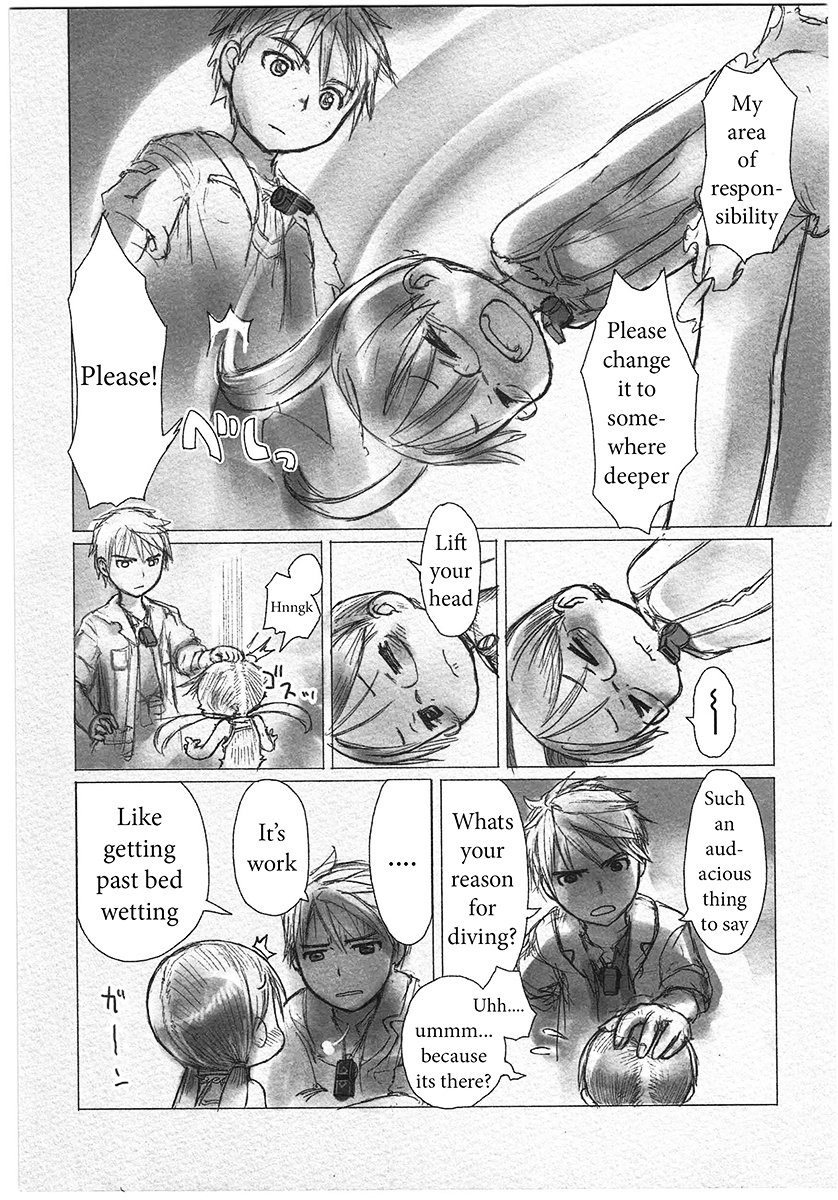 My
area
of
respon-
sibility
Please
change
it to
some-
where
deeper
Please!
べしっ
Lift
your
head
Hnngk
ゴスッ
Such
an
aud-
acious
thing
to say
Whats
your
reason
for
diving?
Uhh....
ummm...
because
its there?
....
It's
work
Like
getting
past bed
wetting
ガーン